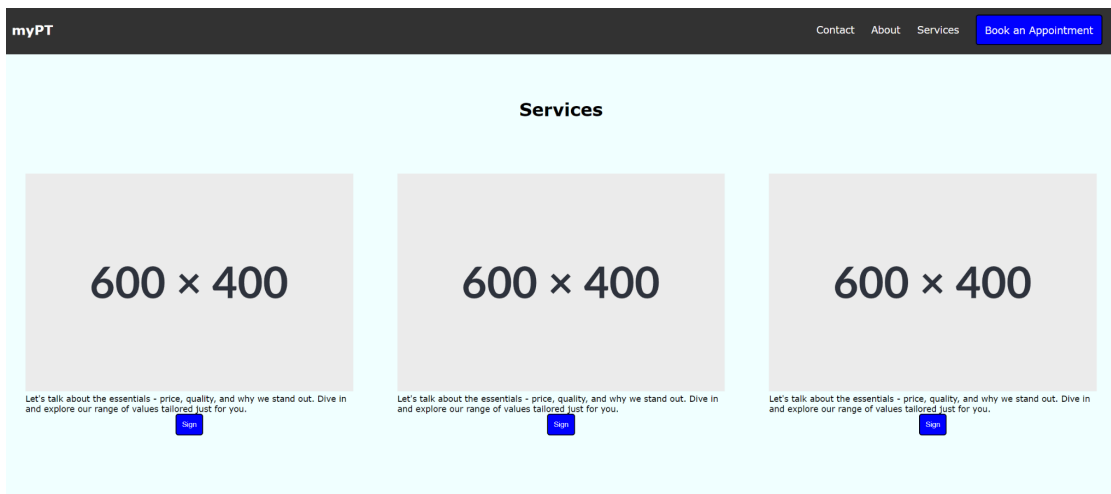 myPT
Contact About Services Book an Appointment
Services
600 × 400
600 × 400
600 × 400
Let's talk about the essentials - price, quality, and why we stand out. Dive in
and explore our range of values tailored just for you.
Sign
Let's talk about the essentials - price, quality, and why we stand out. Dive in
and explore our range of values tailored just for you.
Sign
Let's talk about the essentials - price, quality, and why we stand out. Dive in
and explore our range of values tailored just for you.
Sign